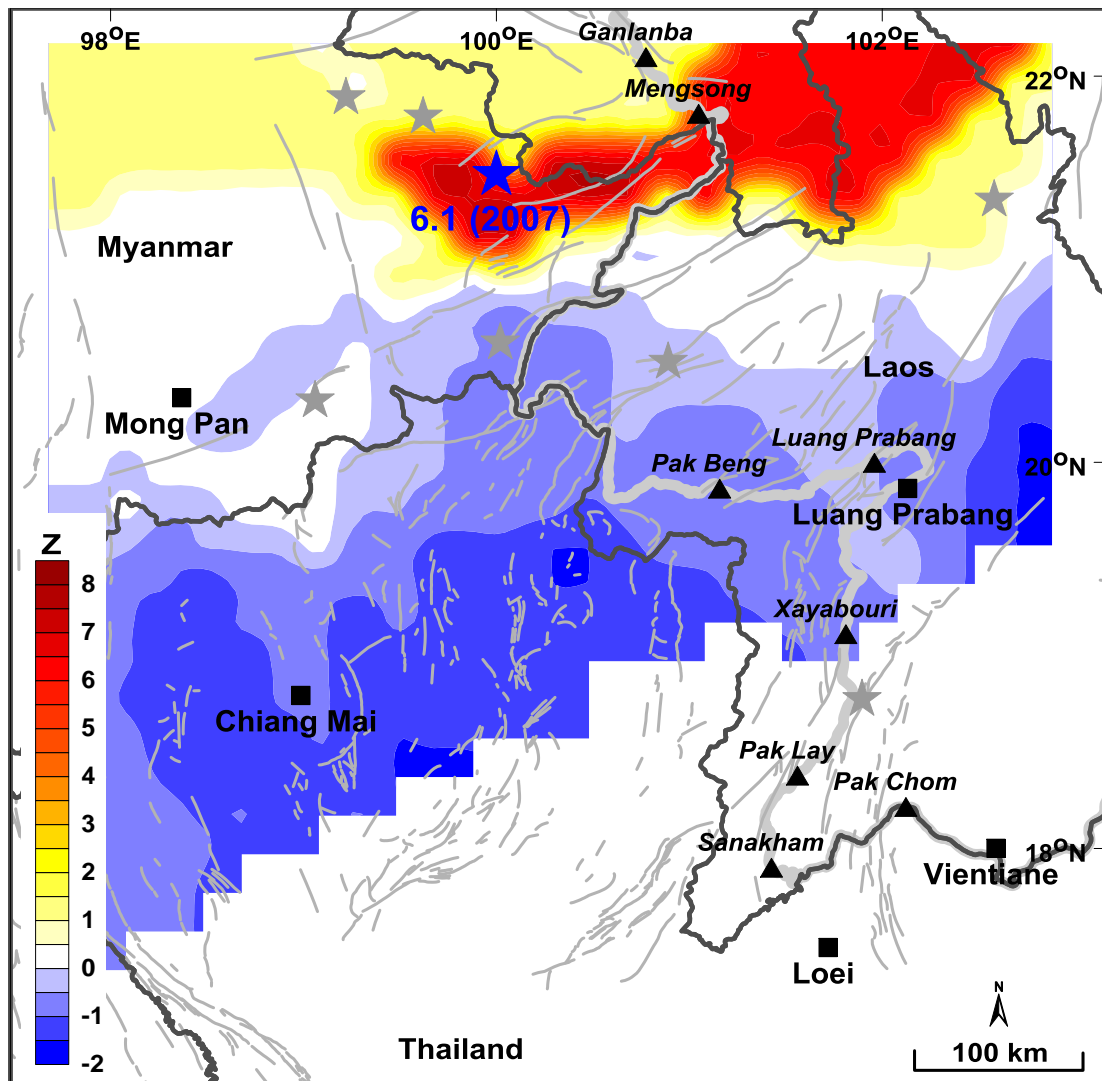 98°E
100°E
102°E
Ganlanba
22°N
Mengsong
6.1 (2007)
Myanmar
Laos
Mong Pan
Luang Prabang
Pak Beng
20°N
Luang Prabang
Z
8
7
6
5
4
3
2
1
0
-1
-2
Xayabouri
Chiang Mai
Pak Lay
Pak Chom
Sanakham
18°N
Vientiane
Loei
N
Thailand
100 km